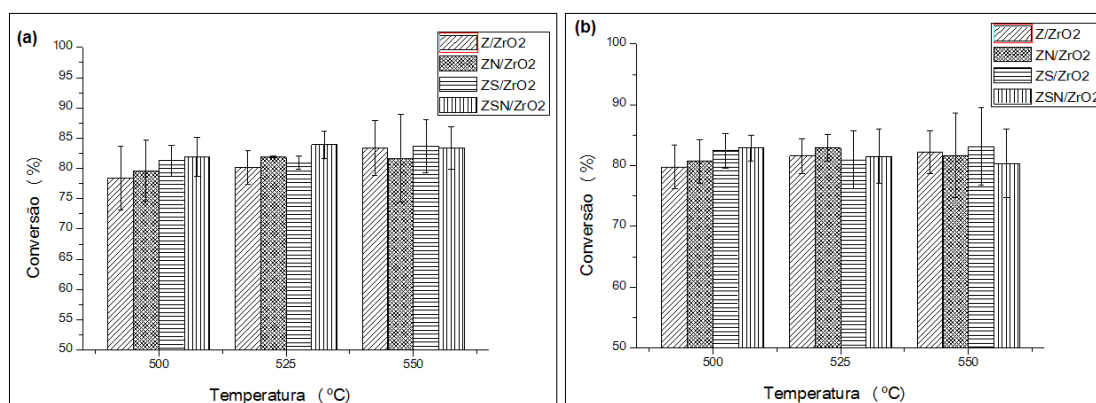 (a)
Z/ZrO2
ZN/ZrO2
ZS/ZrO2
ZSN/ZrO2
100
95
90
85
80
75
70
65
60
55
50
Conversão ( %)
500 525 550
Temperatura ( ºC)
(b)
Z/ZrO2
ZN/ZrO2
ZS/ZrO2
ZSN/ZrO2
100
90
80
70
60
50
Conversão ( %)
500 525 550
Temperatura ( ºC)